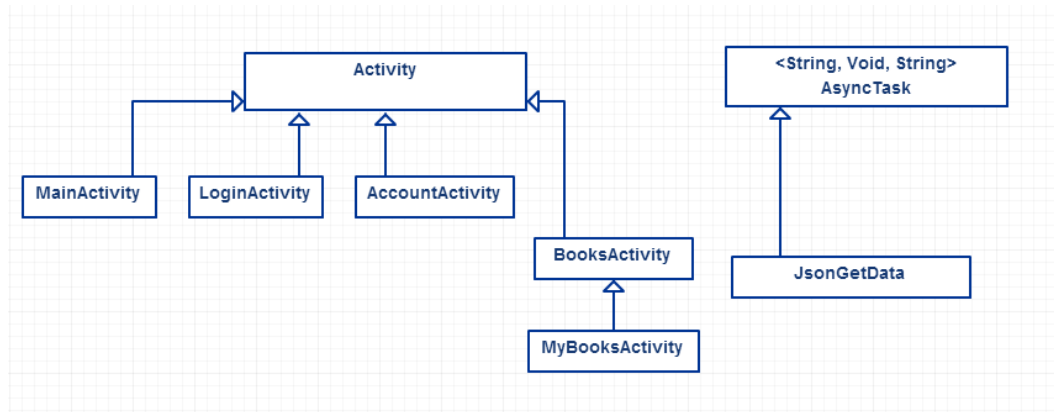 Activity
<String, Void, String>
AsyncTask
MainActivity
LoginActivity
AccountActivity
BooksActivity
JsonGetData
MyBooksActivity